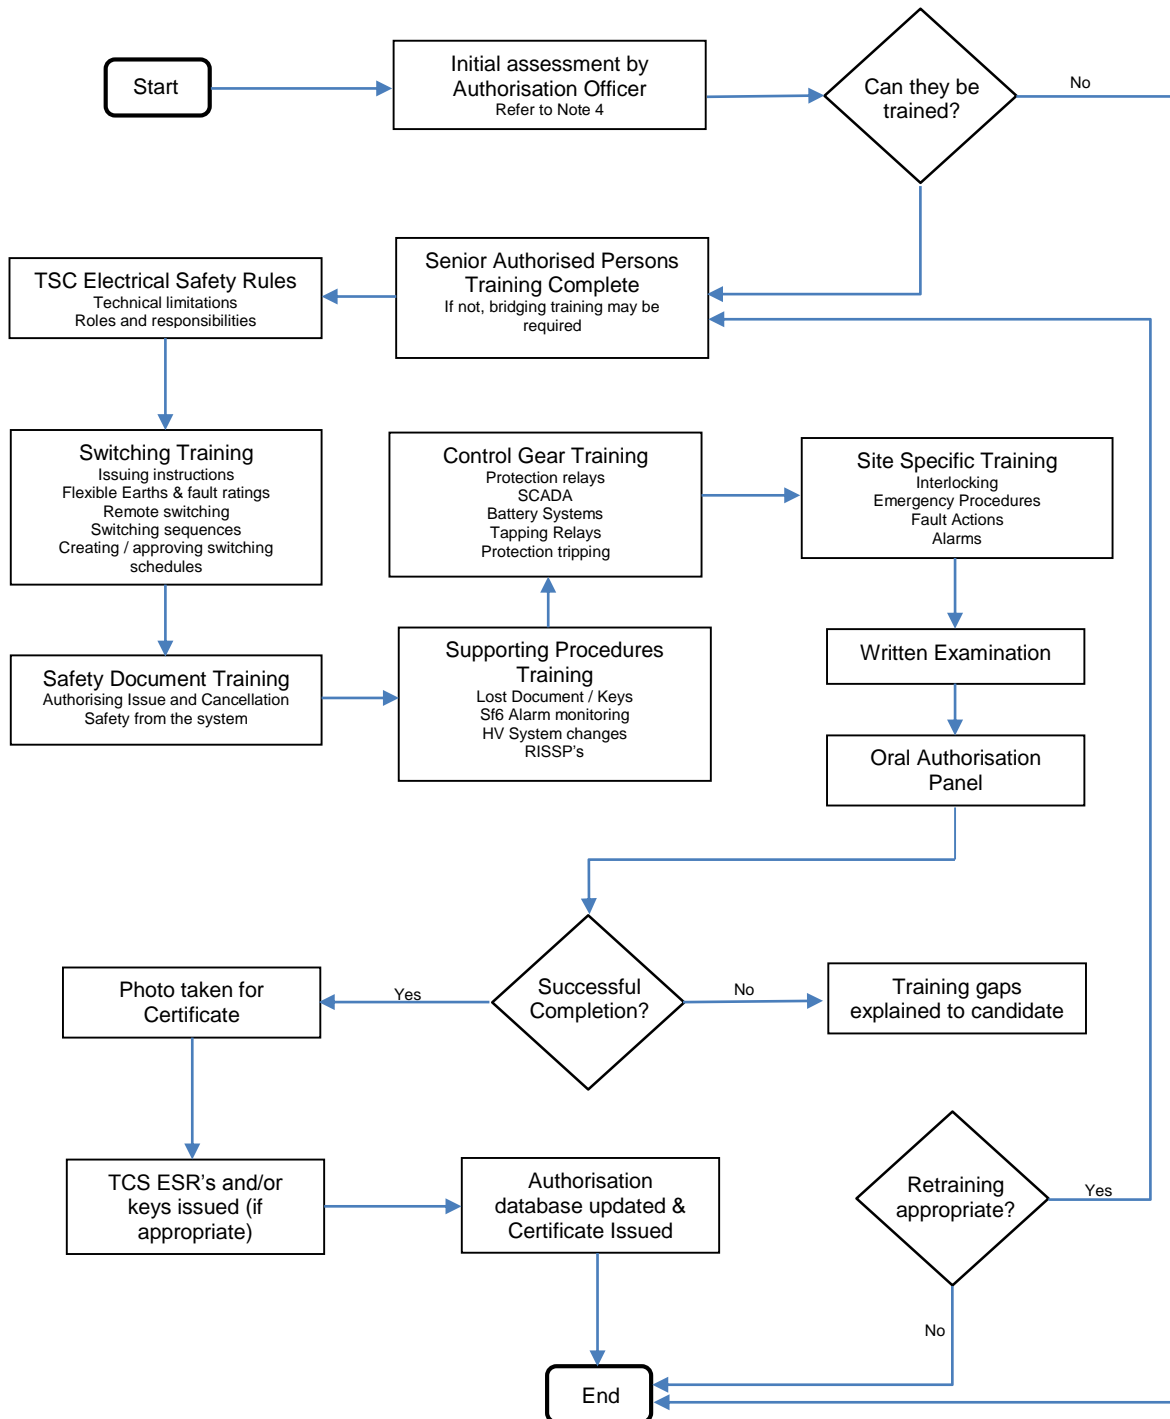 Start
Initial assessment by
Authorisation Officer
Refer to Note 4
Can they be
trained?
No
Senior Authorised Persons
Training Complete
If not, bridging training may be
required
TSC Electrical Safety Rules
Technical limitations
Roles and responsibilities
Switching Training
Issuing instructions
Flexible Earths & fault ratings
Remote switching
Switching sequences
Creating / approving switching
schedules
Safety Document Training
Authorising Issue and Cancellation
Safety from the system
Supporting Procedures
Training
Lost Document / Keys
Sf6 Alarm monitoring
HV System changes
RISSP's
Control Gear Training
Protection relays
SCADA
Battery Systems
Tapping Relays
Protection tripping
Site Specific Training
Interlocking
Emergency Procedures
Fault Actions
Alarms
Written Examination
Oral Authorisation
Panel
Successful
Completion?
Yes
No
Photo taken for
Certificate
Training gaps
explained to candidate
TCS ESR's and/or
keys issued (if
appropriate)
Authorisation
database updated &
Certificate Issued
Retraining
appropriate?
Yes
No
End